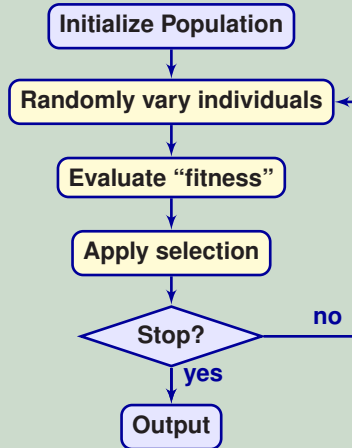 Initialize Population
Randomly vary individuals
Evaluate “fitness”
Apply selection
Stop?
no
yes
Output